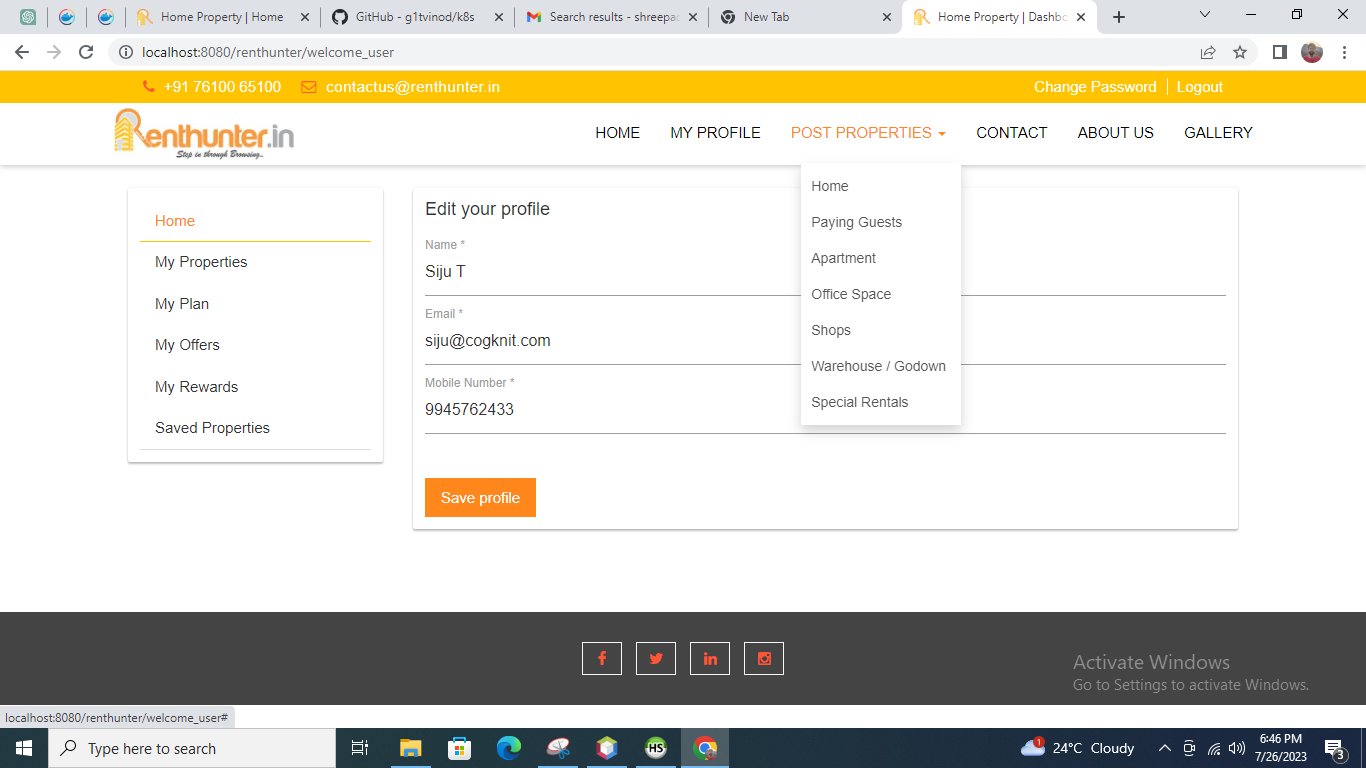 Home Property | Home
GitHub - g1tvinod/k8s
Search results - shreepad
New Tab
Home Property | Dashbo
localhost:8080/renthunter/welcome_user
+91 76100 65100
contactus@renthunter.in
Change Password
Logout
Renthunter.in
Step in through Browsing..
HOME
MY PROFILE
POST PROPERTIES
CONTACT
ABOUT US
GALLERY
Home
Paying Guests
Apartment
Office Space
Shops
Warehouse / Godown
Special Rentals
Home
My Properties
My Plan
My Offers
My Rewards
Saved Properties
Edit your profile
Name *
Siju T
Email *
siju@cogknit.com
Mobile Number *
9945762433
Save profile
Activate Windows
Go to Settings to activate Windows.
localhost:8080/renthunter/welcome_user#
Type here to search
HS
1
24°C Cloudy
6:46 PM
7/26/2023
3